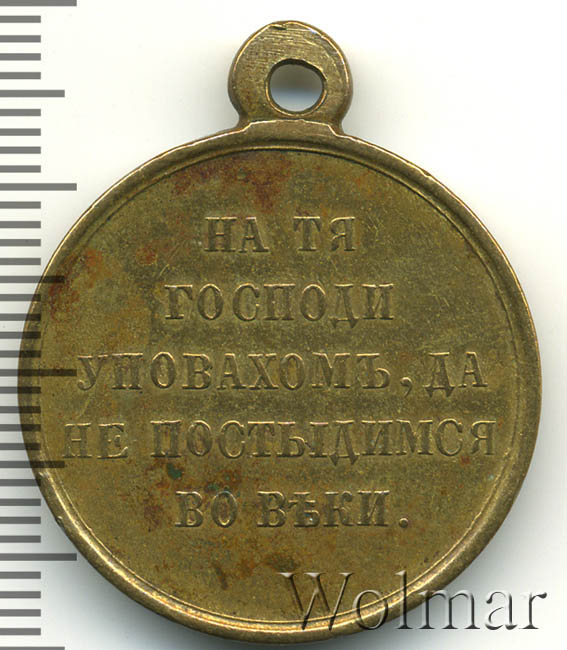 НА ТЯ
ГОСПОДИ
УПОВАХОМЪ, ДА
НЕ ПОСТЫДИМСЯ
ВО ВѢКИ.
Wolmar